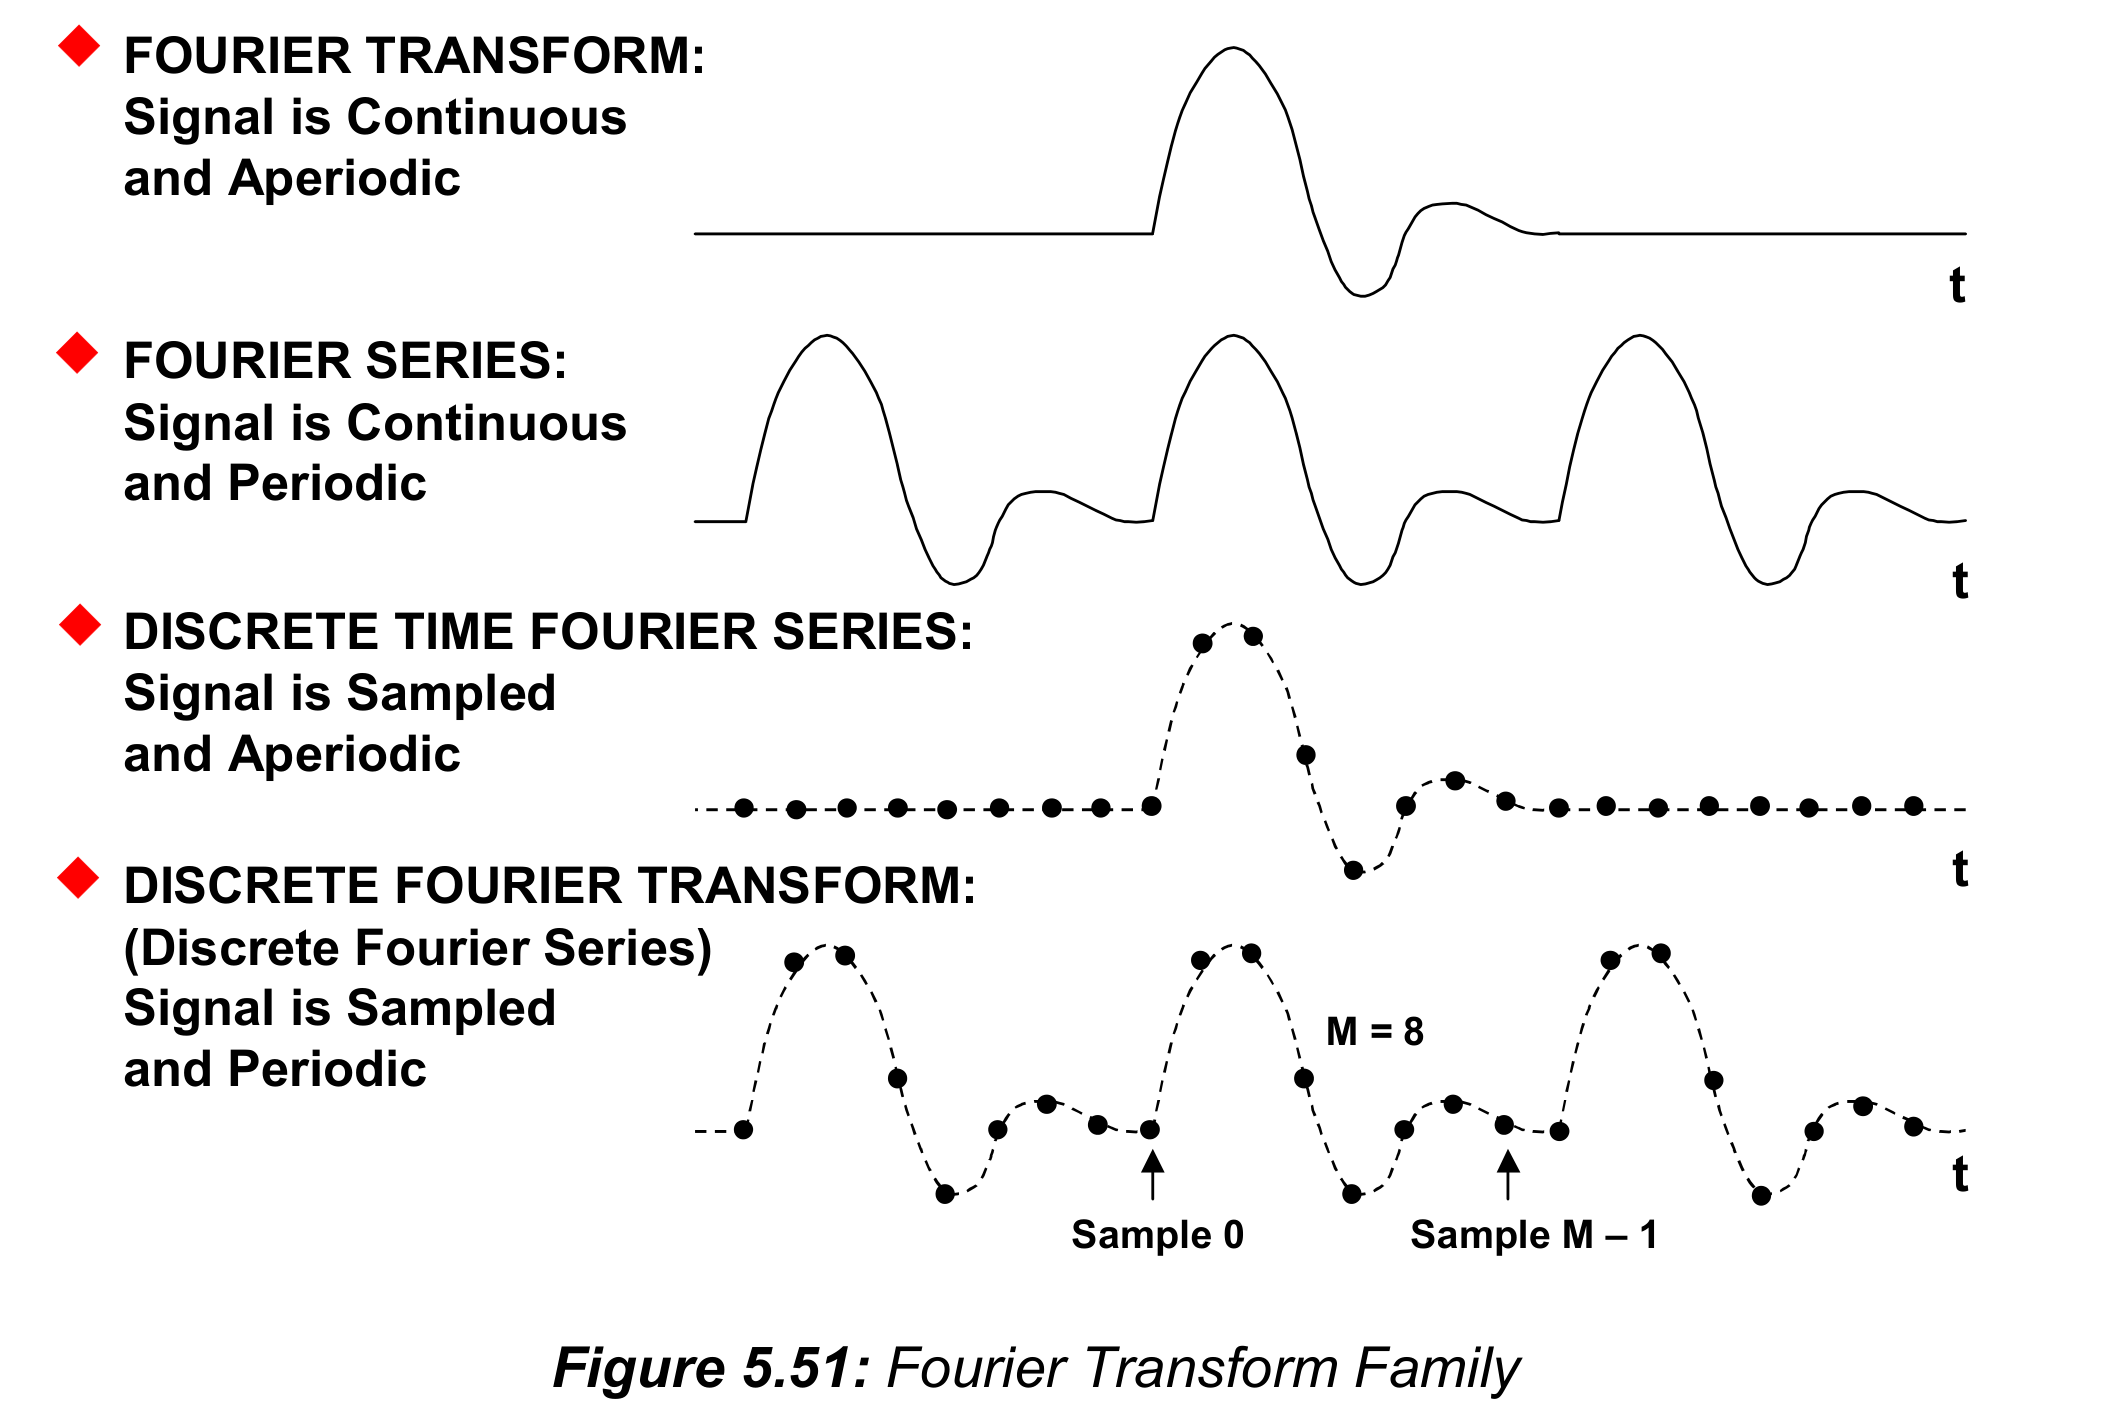 FOURIER TRANSFORM:
Signal is Continuous
and Aperiodic
t
FOURIER SERIES:
Signal is Continuous
and Periodic
t
DISCRETE TIME FOURIER SERIES:
Signal is Sampled
and Aperiodic
t
DISCRETE FOURIER TRANSFORM:
(Discrete Fourier Series)
Signal is Sampled
and Periodic
M = 8
t
Sample 0
Sample M – 1
Figure 5.51: Fourier Transform Family